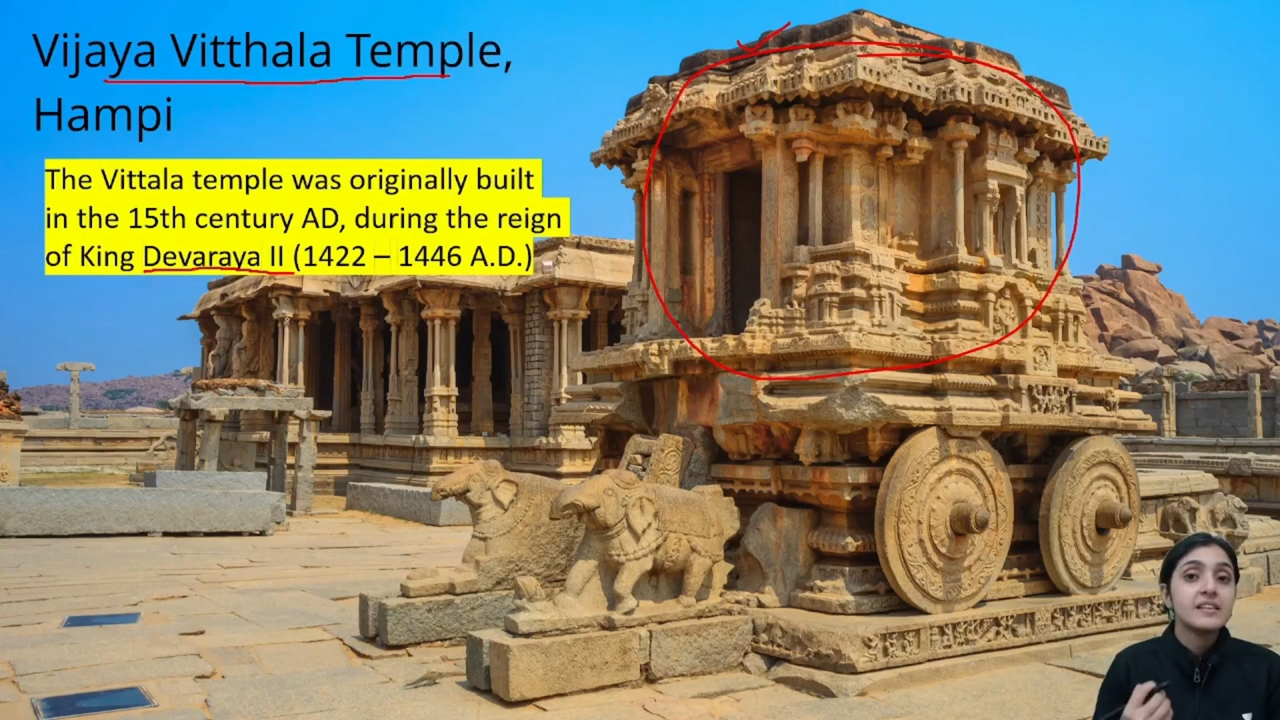 Vijaya Vitthala Temple,
Hampi
The Vittala temple was originally built
in the 15th century AD, during the reign
of King Devaraya II (1422 – 1446 A.D.)